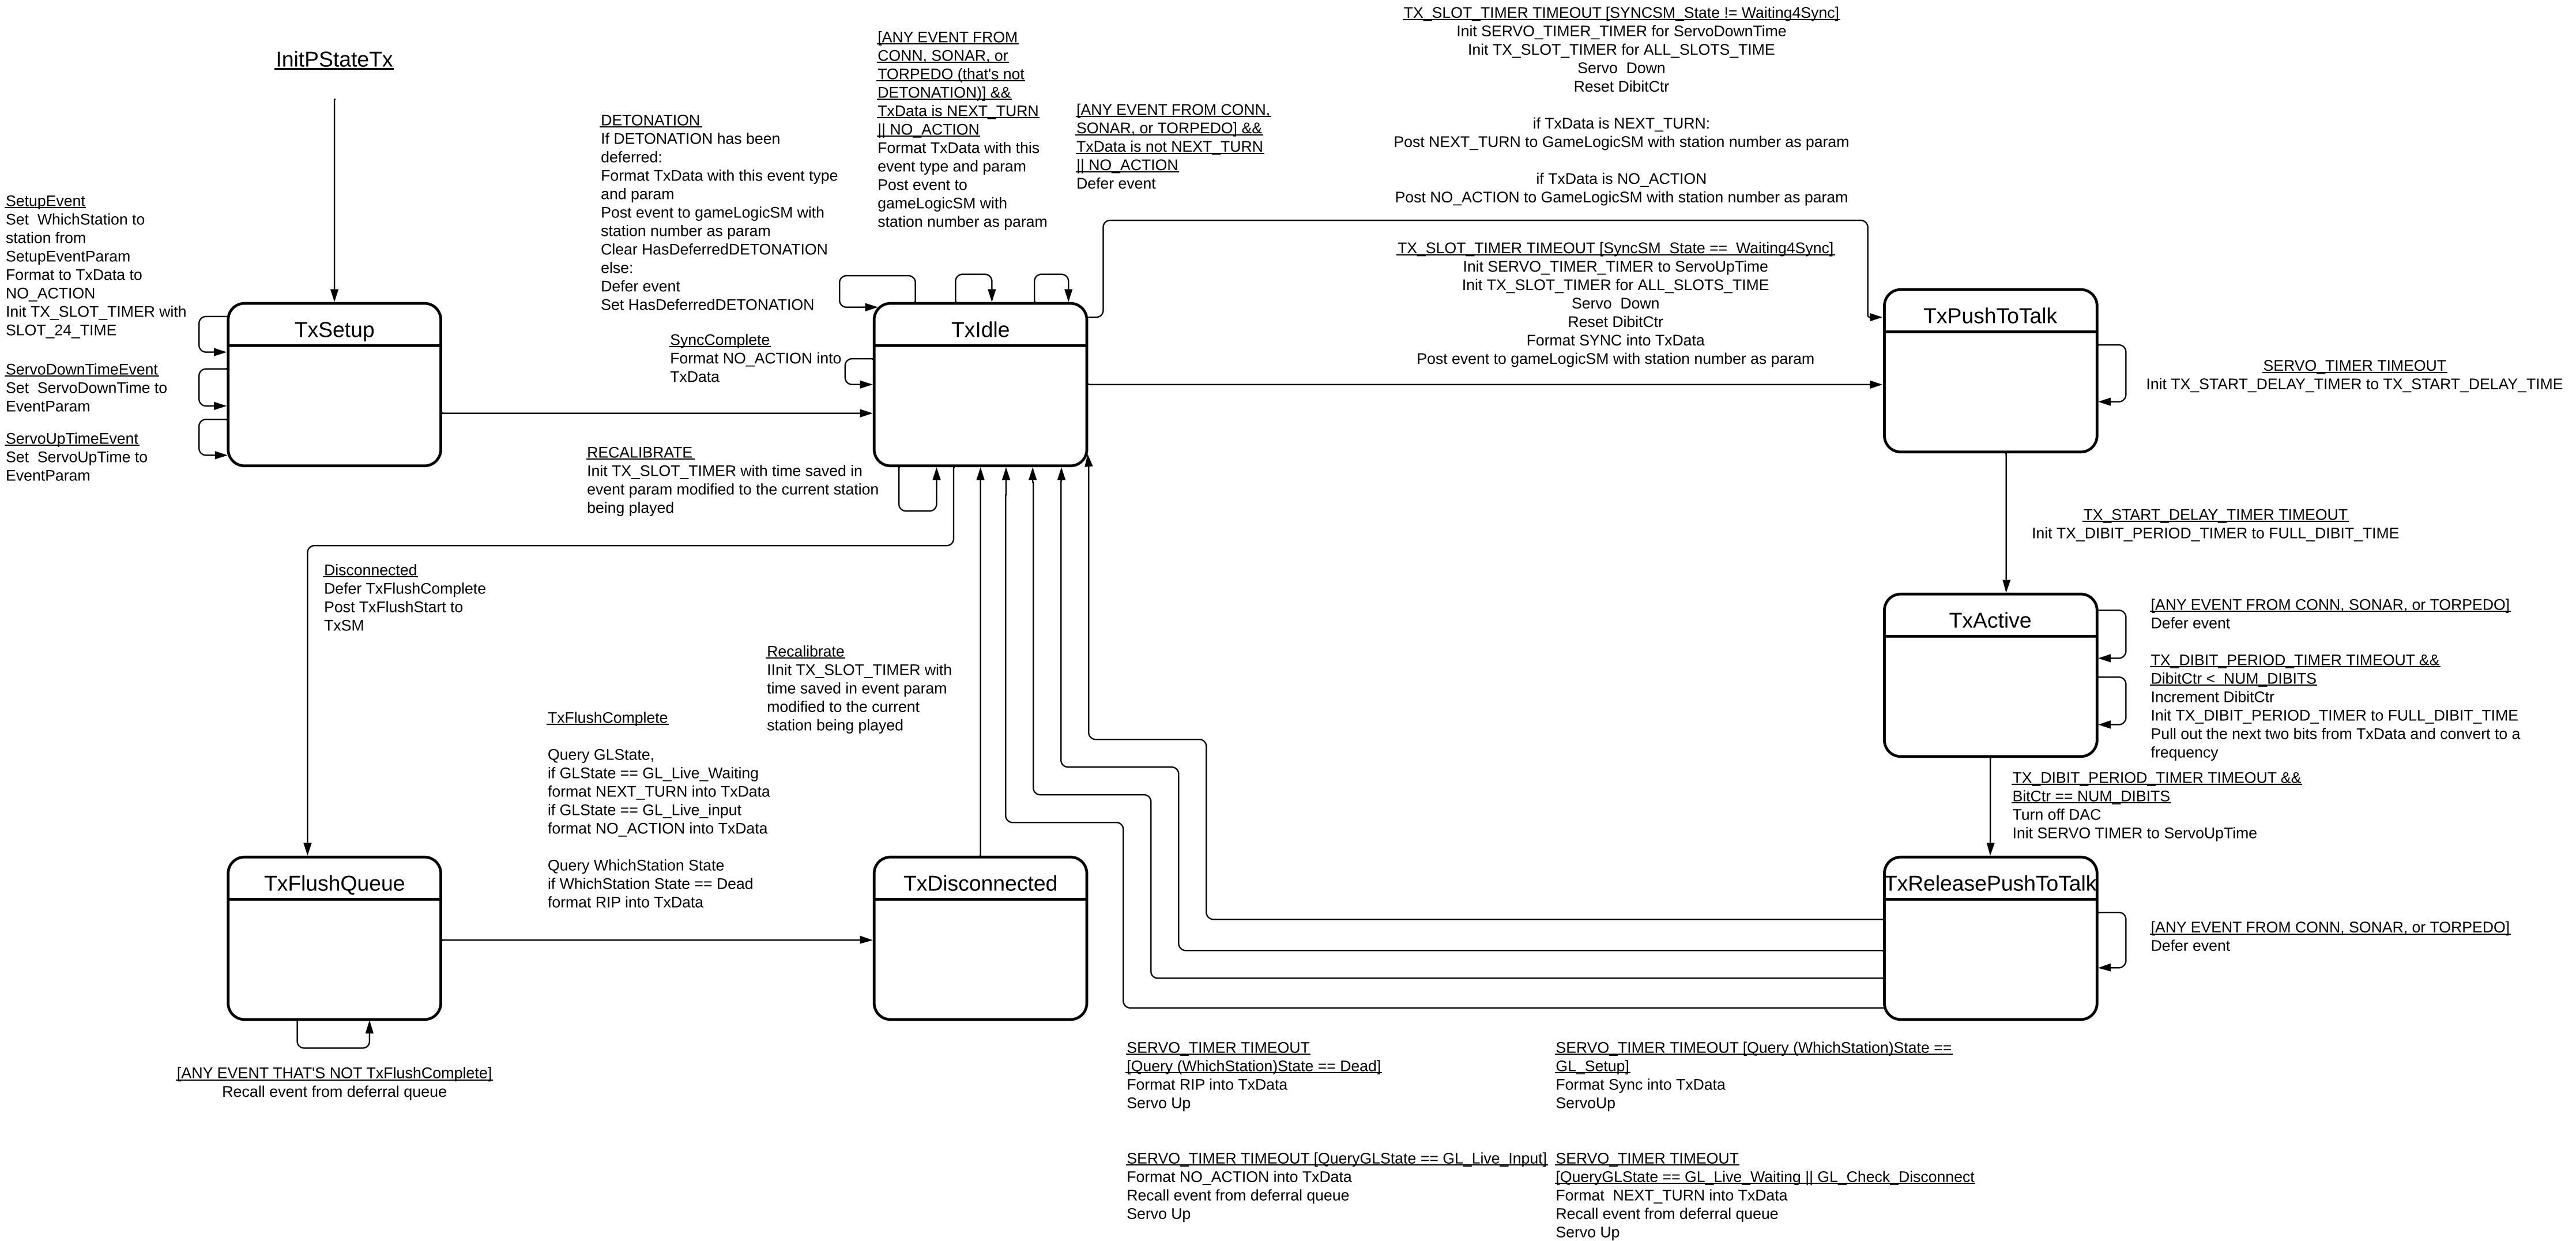 InitPStateTx
SetupEvent
Set  WhichStation to
station from
SetupEventParam
Format to TxData to
NO_ACTION
Init TX_SLOT_TIMER with
SLOT_24_TIME
ServoDownTimeEvent
Set  ServoDownTime to
EventParam
ServoUpTimeEvent
Set  ServoUpTime to
EventParam
TxSetup
DETONATION
If DETONATION has been
deferred:
Format TxData with this event type
and param
Post event to gameLogicSM with
station number as param
Clear HasDeferredDETONATION
else:
Defer event
Set HasDeferredDETONATION
[ANY EVENT FROM
CONN, SONAR, or
TORPEDO (that's not
DETONATION)] &&
TxData is NEXT_TURN
|| NO_ACTION
Format TxData with this
event type and param
Post event to
gameLogicSM with
station number as param
[ANY EVENT FROM CONN,
SONAR, or TORPEDO] &&
TxData is not NEXT_TURN
|| NO_ACTION
Defer event
SyncComplete
Format NO_ACTION into
TxData
TxIdle
RECALIBRATE
Init TX_SLOT_TIMER with time saved in
event param modified to the current station
being played
TX_SLOT_TIMER TIMEOUT [SYNCSM_State != Waiting4Sync]
Init SERVO_TIMER_TIMER for ServoDownTime
Init TX_SLOT_TIMER for ALL_SLOTS_TIME
Servo  Down
Reset DibitCtr
if TxData is NEXT_TURN:
Post NEXT_TURN to GameLogicSM with station number as param
if TxData is NO_ACTION
Post NO_ACTION to GameLogicSM with station number as param
TX_SLOT_TIMER TIMEOUT [SyncSM_State ==  Waiting4Sync]
Init SERVO_TIMER_TIMER to ServoUpTime
Init TX_SLOT_TIMER for ALL_SLOTS_TIME
Servo  Down
Reset DibitCtr
Format SYNC into TxData
Post event to gameLogicSM with station number as param
TxPushToTalk
SERVO_TIMER TIMEOUT
Init TX_START_DELAY_TIMER to TX_START_DELAY_TIME
TX_START_DELAY_TIMER TIMEOUT
Init TX_DIBIT_PERIOD_TIMER to FULL_DIBIT_TIME
Disconnected
Defer TxFlushComplete
Post TxFlushStart to
TxSM
Recalibrate
IInit TX_SLOT_TIMER with
time saved in event param
modified to the current
station being played
TxActive
[ANY EVENT FROM CONN, SONAR, or TORPEDO]
Defer event
TX_DIBIT_PERIOD_TIMER TIMEOUT &&
DibitCtr <  NUM_DIBITS
Increment DibitCtr
Init TX_DIBIT_PERIOD_TIMER to FULL_DIBIT_TIME
Pull out the next two bits from TxData and convert to a
frequency
TxFlushComplete
Query GLState,
if GLState == GL_Live_Waiting
format NEXT_TURN into TxData
if GLState == GL_Live_input
format NO_ACTION into TxData
Query WhichStation State
if WhichStation State == Dead
format RIP into TxData
TX_DIBIT_PERIOD_TIMER TIMEOUT &&
BitCtr == NUM_DIBITS
Turn off DAC
Init SERVO TIMER to ServoUpTime
TxFlushQueue
TxDisconnected
TxReleasePushToTalk
[ANY EVENT FROM CONN, SONAR, or TORPEDO]
Defer event
[ANY EVENT THAT'S NOT TxFlushComplete]
Recall event from deferral queue
SERVO_TIMER TIMEOUT
[Query (WhichStation)State == Dead]
Format RIP into TxData
Servo Up
SERVO_TIMER TIMEOUT [Query (WhichStation)State ==
GL_Setup]
Format Sync into TxData
ServoUp
SERVO_TIMER TIMEOUT [QueryGLState == GL_Live_Input]
Format NO_ACTION into TxData
Recall event from deferral queue
Servo Up
SERVO_TIMER TIMEOUT
[QueryGLState == GL_Live_Waiting || GL_Check_Disconnect
Format  NEXT_TURN into TxData
Recall event from deferral queue
Servo Up